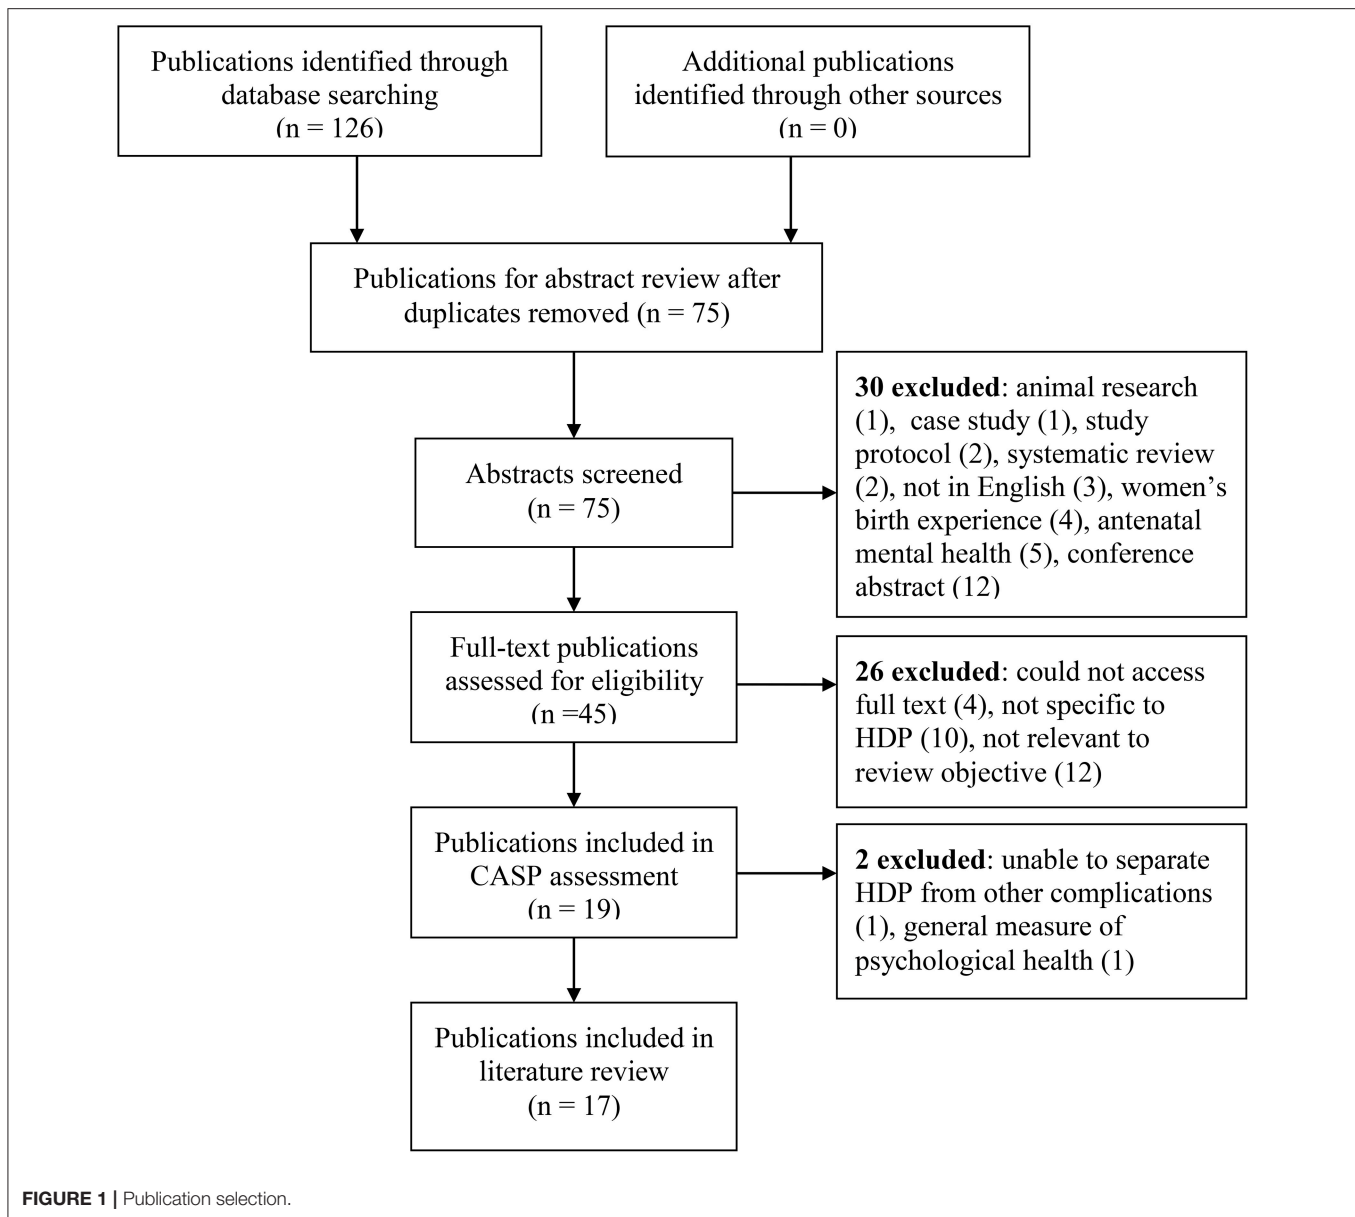 Publications identified through
database searching
(n = 126)
Additional publications
identified through other sources
(n = 0)
Publications for abstract review after
duplicates removed (n = 75)
Abstracts screened
(n = 75)
30 excluded: animal research
(1), case study (1), study
protocol (2), systematic review
(2), not in English (3), women's
birth experience (4), antenatal
mental health (5), conference
abstract (12)
Full-text publications
assessed for eligibility
(n =45)
26 excluded: could not access
full text (4), not specific to
HDP (10), not relevant to
review objective (12)
Publications included in
CASP assessment
(n = 19)
2 excluded: unable to separate
HDP from other complications
(1), general measure of
psychological health (1)
Publications included in
literature review
(n = 17)
FIGURE 1 | Publication selection.